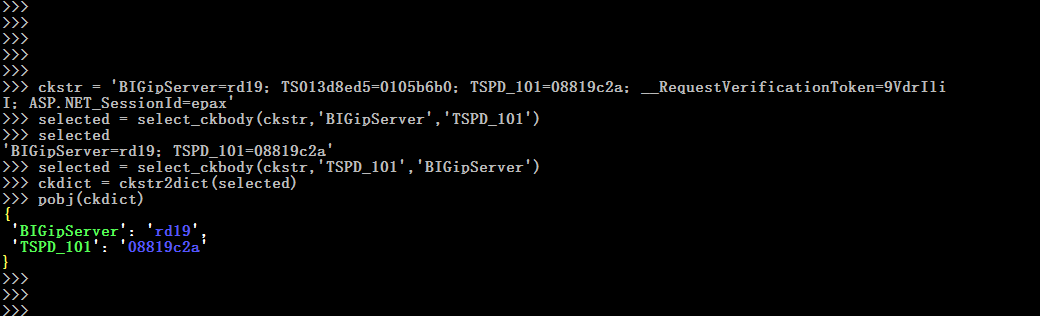 >>>
>>>
>>>
>>>
>>>
>>> ckstr = 'BIGipServer=rd19; TS013d8ed5=0105b6b0; TSPD_101=08819c2a; __RequestVerificationToken=9VdrIli
I; ASP.NET_SessionId=epax'
>>> selected = select_ckbody(ckstr,'BIGipServer','TSPD_101')
>>> selected
'BIGipServer=rd19; TSPD_101=08819c2a'
>>> selected = select_ckbody(ckstr,'TSPD_101','BIGipServer')
>>> ckdict = ckstr2dict(selected)
>>> pobj(ckdict)
{
 'BIGipServer': 'rd19',
 'TSPD_101': '08819c2a'
}
>>>
>>>
>>>